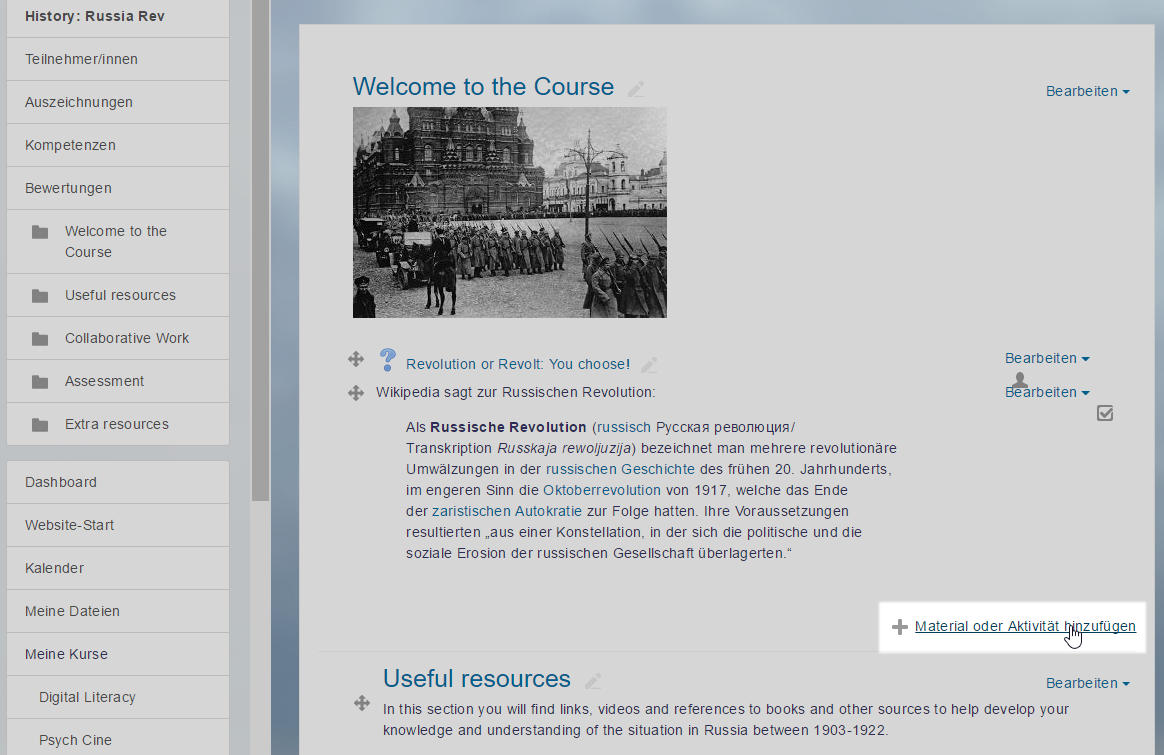 History: Russia Rev
Teilnehmer/innen
Auszeichnungen
Kompetenzen
Bewertungen
Welcome to the
Course
Useful resources
Collaborative Work
Assessment
Extra resources
Dashboard
Website-Start
Kalender
Meine Dateien
Meine Kurse
Digital Literacy
Psych Cine
Welcome to the Course
Bearbeiten
Revolution or Revolt: You choose!
Bearbeiten
Wikipedia sagt zur Russischen Revolution:
Bearbeiten
Als Russische Revolution (russisch Русская революция/
Transkription Russkaja rewoljuzija) bezeichnet man mehrere revolutionäre
Umwälzungen in der russischen Geschichte des frühen 20. Jahrhunderts,
im engeren Sinn die Oktoberrevolution von 1917, welche das Ende
der zaristischen Autokratie zur Folge hatten. Ihre Voraussetzungen
resultierten „aus einer Konstellation, in der sich die politische und die
soziale Erosion der russischen Gesellschaft überlagerten.“
Material oder Aktivität hinzufügen
Useful resources
Bearbeiten
In this section you will find links, videos and references to books and other sources to help develop your
knowledge and understanding of the situation in Russia between 1903-1922.